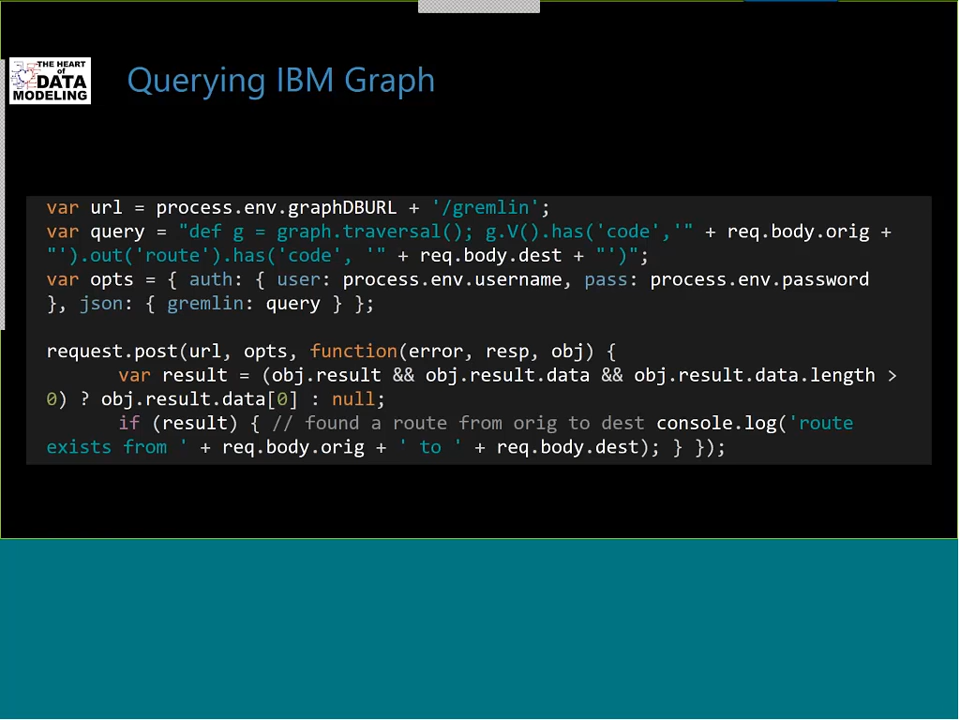 THE HEART
of
DATA
MODELING
Querying IBM Graph
var url = process.env.graphDBURL + '/gremlin';
var query = "def g = graph.traversal(); g.V().has('code','" + req.body.orig +
"').out('route').has('code', '" + req.body.dest + "')";
var opts = { auth: { user: process.env.username, pass: process.env.password
}, json: { gremlin: query } };
request.post(url, opts, function(error, resp, obj) {
var result = (obj.result && obj.result.data && obj.result.data.length >
0) ? obj.result.data[0] : null;
if (result) { // found a route from orig to dest console.log('route
exists from ' + req.body.orig + ' to ' + req.body.dest); } });